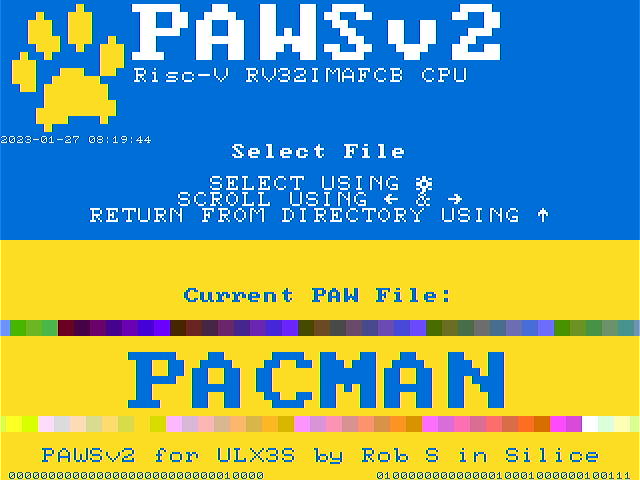 PAWSv2
Risc-V RV32IMAFCB CPU
2023-01-27 08:19:44
Select File
SELECT USING
SCROLL USING ← & →
RETURN FROM DIRECTORY USING ↑
Current PAW File:
PACMAN
PAWSv2 for ULX3S by Rob S in Silice
00000000000000000000000000010000 01000000000000010001000000100111